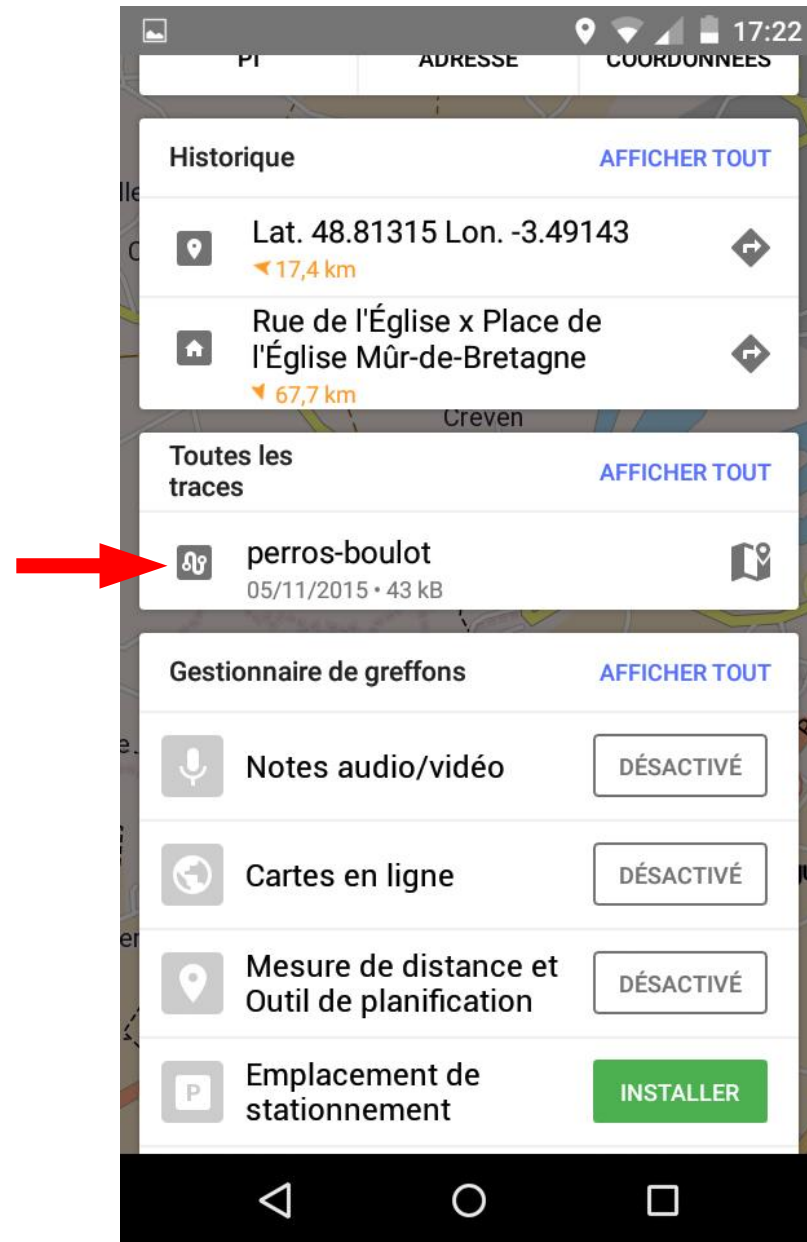 17:22
PI
ADRESSE
COORDONNÉES
Historique
AFFICHER TOUT
Lat. 48.81315 Lon. -3.49143
17,4 km
Rue de l'Église x Place de
l'Église Mûr-de-Bretagne
67,7 km
Creven
Toutes les
traces
AFFICHER TOUT
perros-boulot
05/11/2015 • 43 kB
Gestionnaire de greffons
AFFICHER TOUT
Notes audio/vidéo
DÉSACTIVÉ
Cartes en ligne
DÉSACTIVÉ
Mesure de distance et
Outil de planification
DÉSACTIVÉ
P
Emplacement de
stationnement
INSTALLER